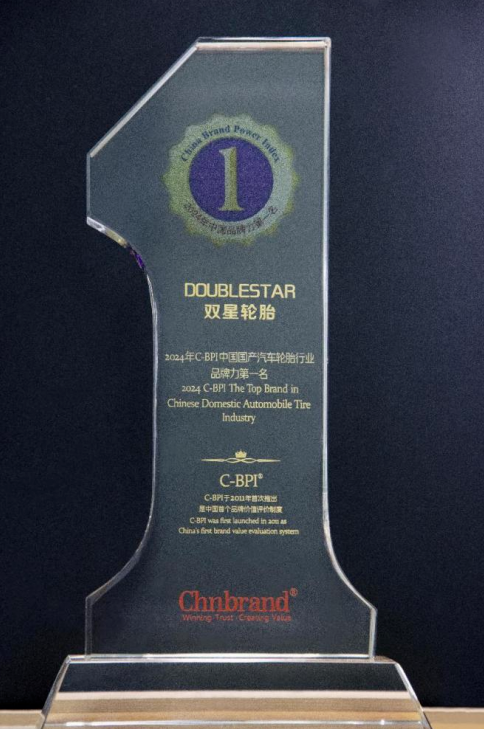 China Brand Power Index
1
2024年中国品牌力第一名
DOUBLESTAR
双星轮胎
2024年C-BPI中国国产汽车轮胎行业
品牌力第一名
2024 C-BPI The Top Brand in
Chinese Domestic Automobile Tire
Industry
C-BPI®
C-BPI于2011年首次推出
是中国首个品牌价值评价制度
C-BPI was first launched in 2011 as
China's first brand value evaluation system
Chnbrand®
Winning Trust · Creating Value